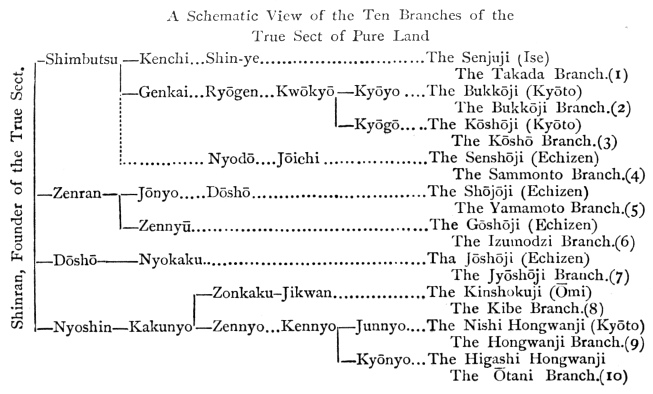 A Schematic View of the Ten Branches of the
True Sect of Pure Land
Shinran, Founder of the True Sect.
Shimbutsu Kenchi...Shin-ye The Senjuji (Ise)
The Takada Branch.(1)
Genkai...Ryōgen...Kwōkyō Kyōyo The Bukkōji (Kyōto)
The Bukkōji Branch.(2)
Kyōgō.....The Kōshōji (Kyōto)
The Kōshō Branch.(3)
Nyodō....Jōichi The Senshōji (Echizen)
The Sammonto Branch.(4)
Zenran Jōnyo.....Dōshō The Shōjōji (Echizen)
The Yamamoto Branch.(5)
Zennyū The Gōshōji (Echizen)
The Izumodzi Branch.(6)
Dōshō Nyokaku Tha Jōshōji (Echizen)
The Jyōshōji Branch.(7)
Zonkaku–Jikwan The Kinshokuji (Ōmi)
The Kibe Branch.(8)
Nyoshin—Kakunyo Zennyo...Kennyo Junnyo....The Nishi Hongwanji (Kyōto)
The Hongwanji Branch.(9)
Kyōnyo...The Higashi Hongwanji
The Ōtani Branch.(10)